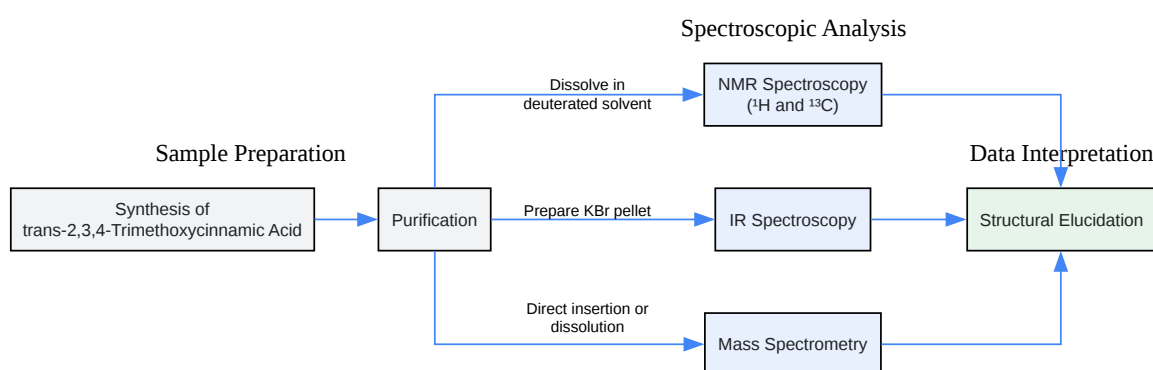 Spectroscopic Analysis
Dissolve in
deuterated solvent
NMR Spectroscopy
(¹H and ¹³C)
Sample Preparation
Data Interpretation
Synthesis of
trans-2,3,4-Trimethoxycinnamic Acid
Purification
Prepare KBr pellet
IR Spectroscopy
Structural Elucidation
Direct insertion or
dissolution
Mass Spectrometry